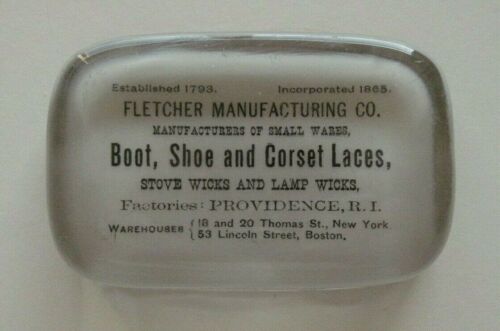 Established 1793. Incorporated 1865.
FLETCHER MANUFACTURING CO.
MANUFACTURERS OF SMALL WARES,
Boot, Shoe and Corset Laces,
STOVE WICKS AND LAMP WICKS,
Factories: PROVIDENCE, R. I.
WAREHOUSES { 18 and 20 Thomas St., New York
53 Lincoln Street, Boston,